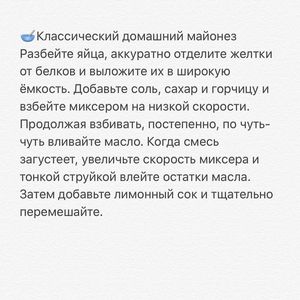 🥣Классический домашний майонез
Разбейте яйца, аккуратно отделите желтки
от белков и выложите их в широкую
ёмкость. Добавьте соль, сахар и горчицу и
взбейте миксером на низкой скорости.
Продолжая взбивать, постепенно, по чуть-
чуть вливайте масло. Когда смесь
загустеет, увеличьте скорость миксера и
тонкой струйкой влейте остатки масла.
Затем добавьте лимонный сок и тщательно
перемешайте.